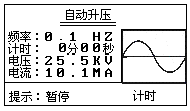 自动升压
频率:0.1 HZ
计时: 0分00秒
电压:25.5KV
电流:10.1MA
提示: 暂停 计时